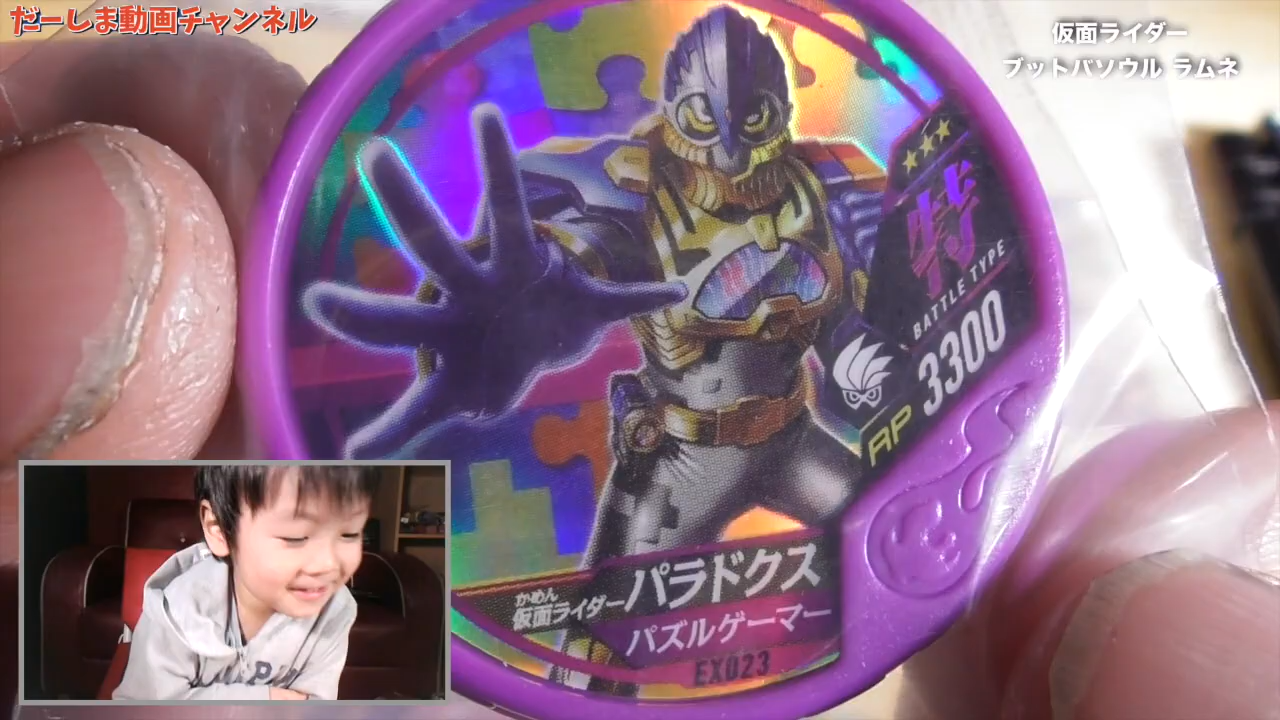 だーしま動画チャンネル
仮面ライダー
ブットバソウル ラムネ
特
BATTLE TYPE
3300
RP
かめん
仮面ライダーパラドクス
パズルゲーマー
EX023